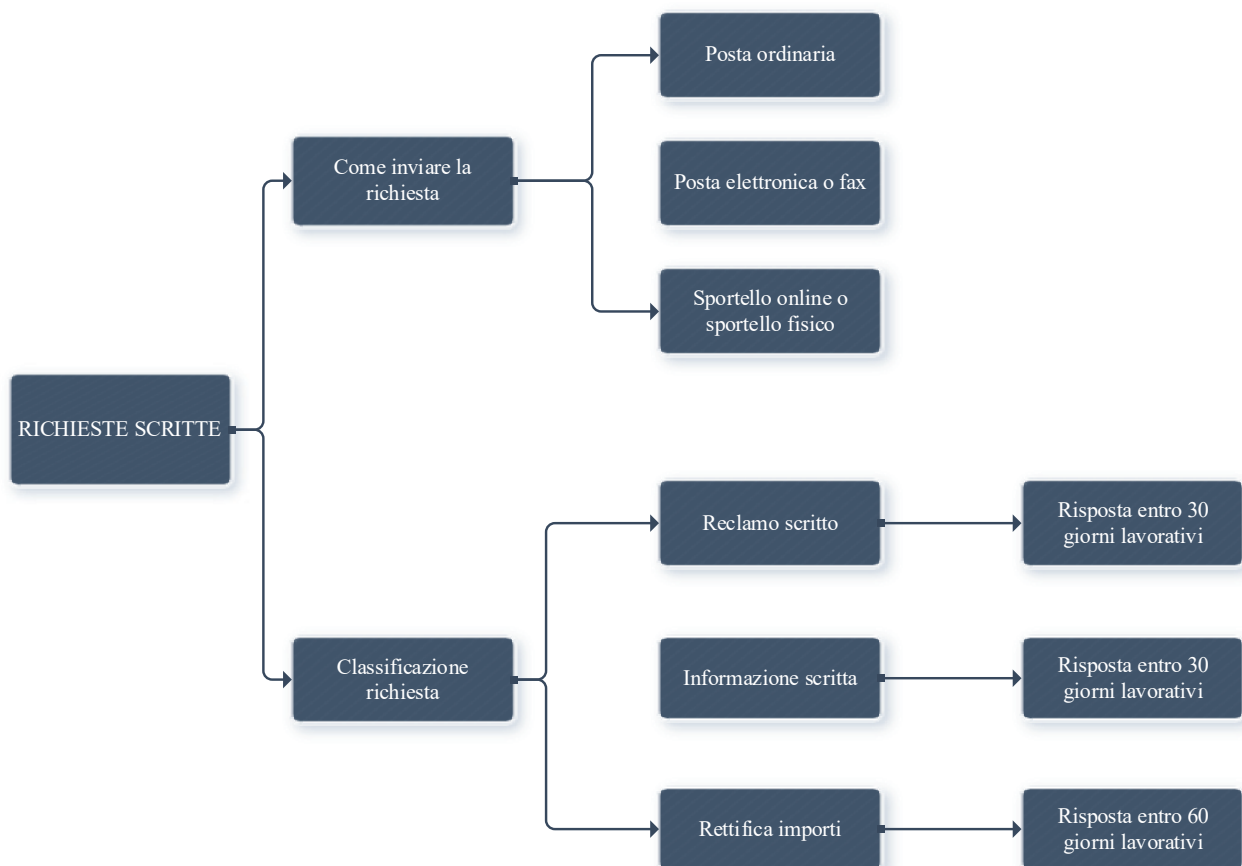 Posta ordinaria
Come inviare la
richiesta
Posta elettronica o fax
Sportello online o
sportello fisico
RICHIESTE SCRITTE
Reclamo scritto
Risposta entro 30
giorni lavorativi
Classificazione
richiesta
Informazione scritta
Risposta entro 30
giorni lavorativi
Rettifica importi
Risposta entro 60
giorni lavorativi